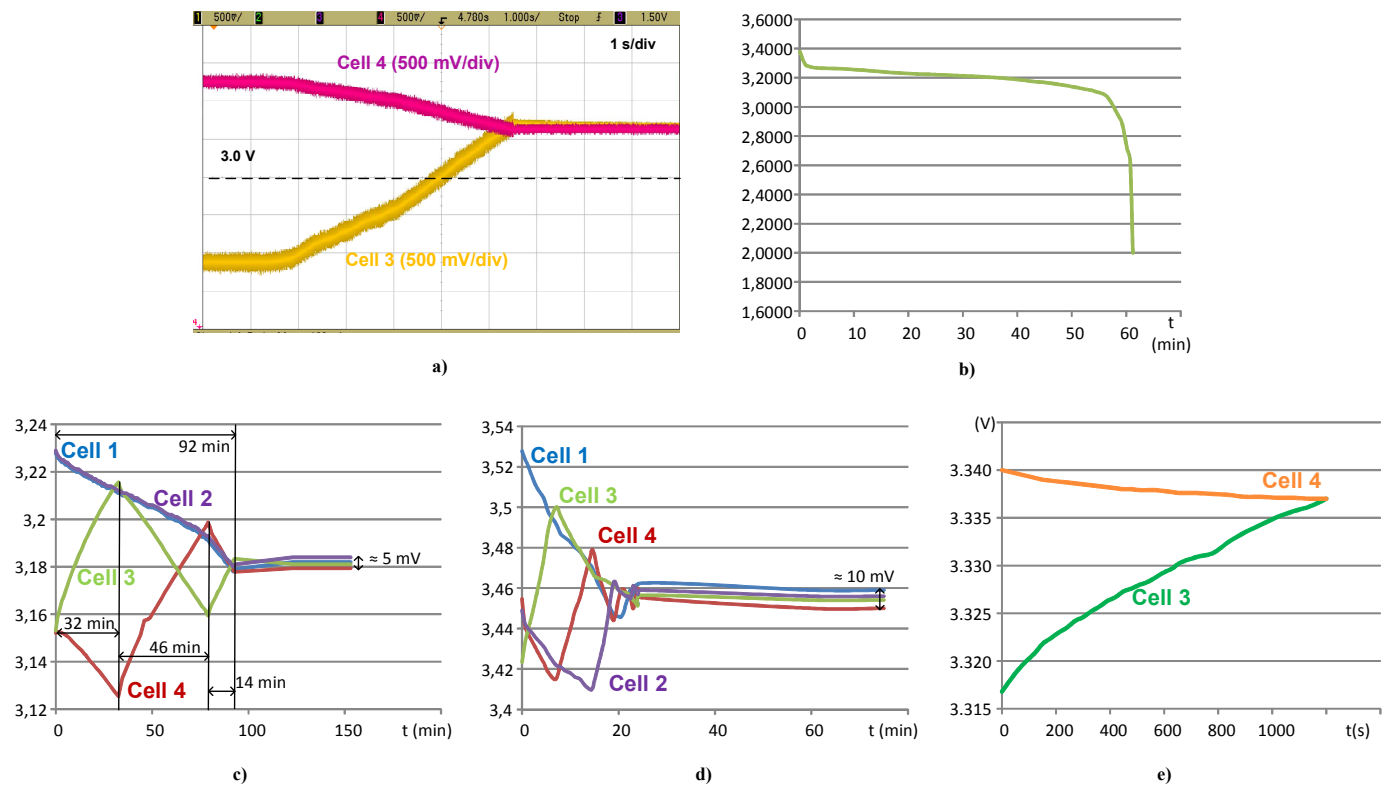 1 500▽/ 2 3 4 500▽/ 4.780s 1.000s/ Stop 3 1.50V
1 s/div
Cell 4 (500 mV/div)
3.0 V
Cell 3 (500 mV/div)
a)
3,6000
3,4000
3,2000
3,0000
2,8000
2,6000
2,4000
2,2000
2,0000
1,8000
1,6000
0 10 20 30 40 50 60 t
(min)
b)
3,24
3,22
3,2
3,18
3,16
3,14
3,12
92 min
Cell 1
Cell 2
≈ 5 mV
Cell 3
32 min
46 min
14 min
Cell 4
0 50 100 150 t (min)
c)
3,54
3,52
3,5
3,48
3,46
3,44
3,42
3,4
Cell 1
Cell 3
Cell 4
≈ 10 mV
Cell 2
0 20 40 60 t (min)
d)
(V)
3.340
3.335
3.330
3.325
3.320
3.315
Cell 4
Cell 3
0 200 400 600 800 1000 t(s)
e)